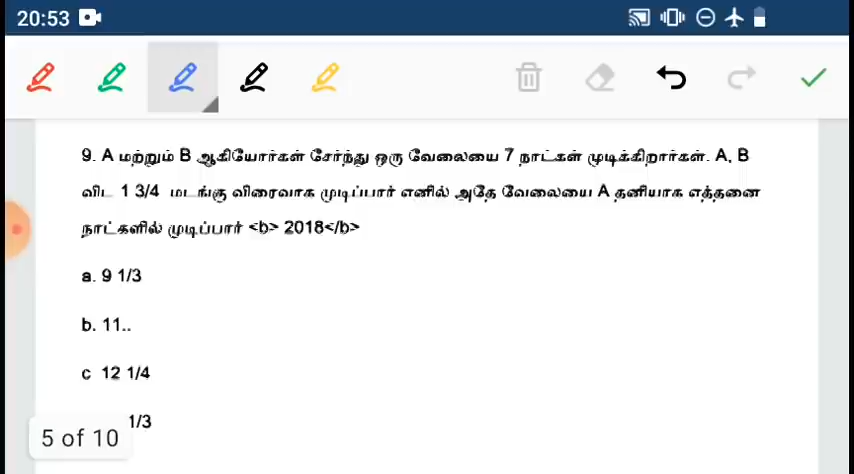 20:53
9. A மற்றும் B ஆகியோர்கள் சேர்ந்து ஒரு வேலையை 7 நாட்கள் முடிக்கிறார்கள். A, B
விட 1 3/4 மடங்கு விரைவாக முடிப்பார் எனில் அதே வேலையை A தனியாக எத்தனை
நாட்களில் முடிப்பார் <b> 2018</b>
a. 9 1/3
b. 11..
c 12 1/4
1/3
5 of 10